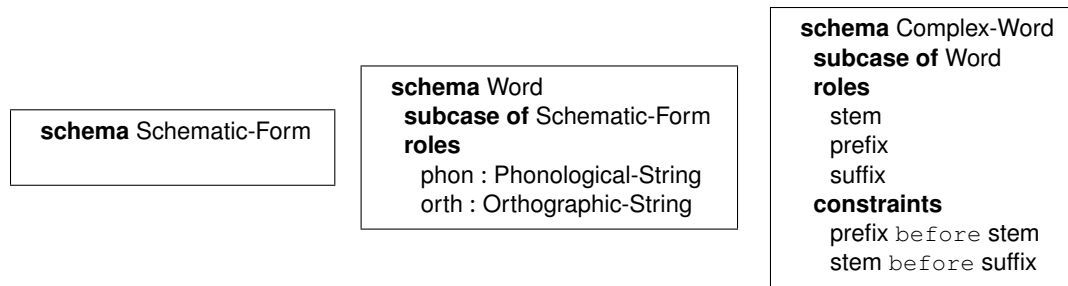 schema Schematic-Form
schema Word
subcase of Schematic-Form
roles
phon : Phonological-String
orth : Orthographic-String
schema Complex-Word
subcase of Word
roles
stem
prefix
suffix
constraints
prefix before stem
stem before suffix